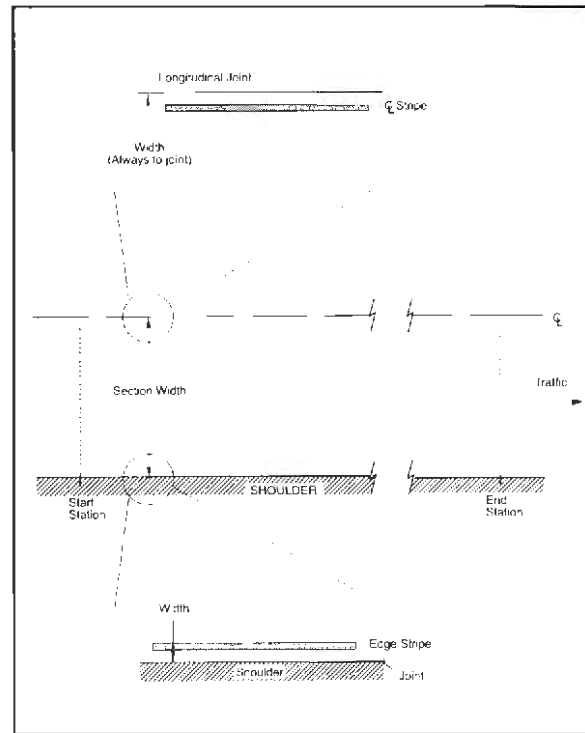 Longitudinal Joint
℄ Stripe
Width
(Always to joint)
℄
Traffic
Section Width
SHOULDER
Start
Station
End
Station
Width
Edge Stripe
Shoulder
Joint